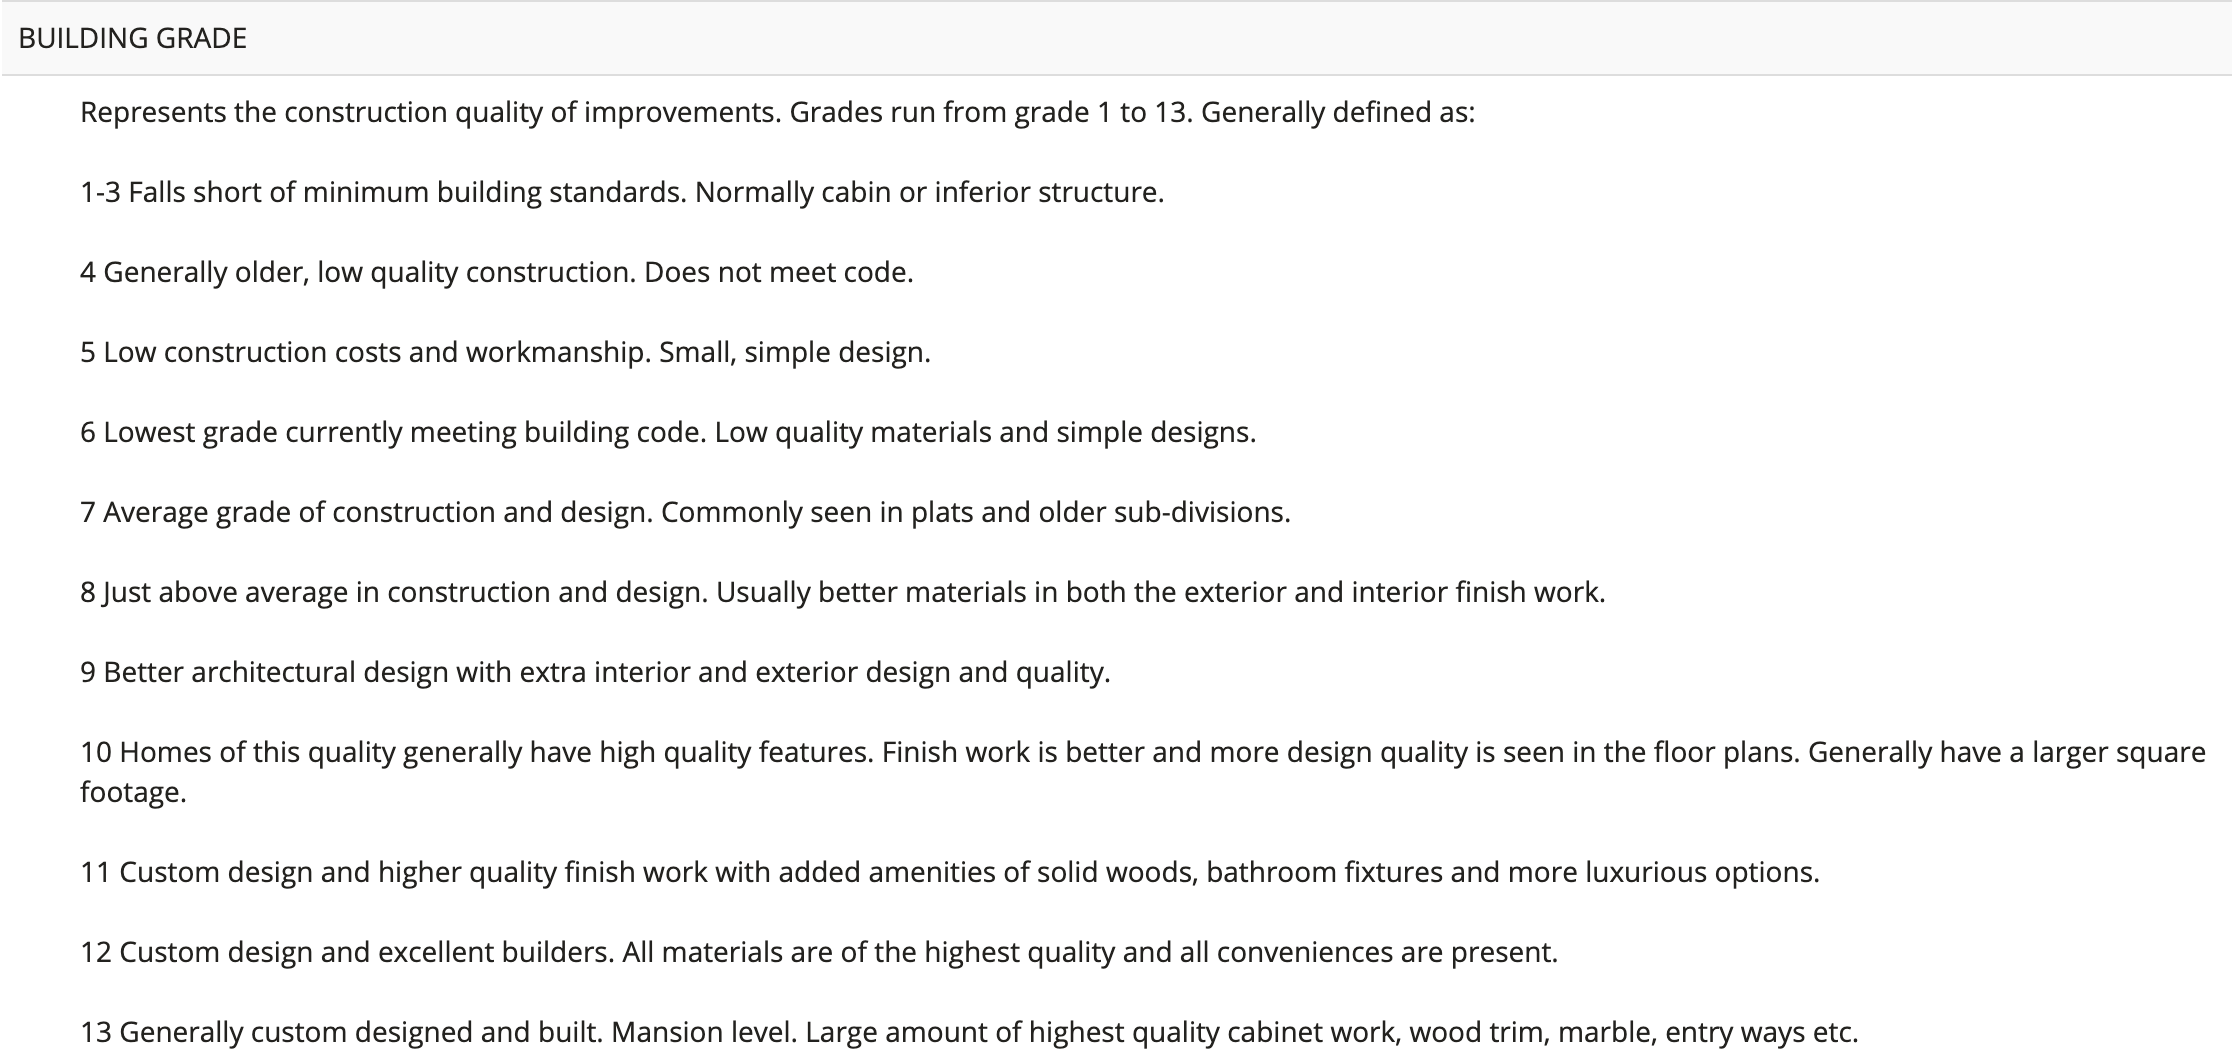 BUILDING GRADE
Represents the construction quality of improvements. Grades run from grade 1 to 13. Generally defined as:
1-3 Falls short of minimum building standards. Normally cabin or inferior structure.
4 Generally older, low quality construction. Does not meet code.
5 Low construction costs and workmanship. Small, simple design.
6 Lowest grade currently meeting building code. Low quality materials and simple designs.
7 Average grade of construction and design. Commonly seen in plats and older sub-divisions.
8 Just above average in construction and design. Usually better materials in both the exterior and interior finish work.
9 Better architectural design with extra interior and exterior design and quality.
10 Homes of this quality generally have high quality features. Finish work is better and more design quality is seen in the floor plans. Generally have a larger square
footage.
11 Custom design and higher quality finish work with added amenities of solid woods, bathroom fixtures and more luxurious options.
12 Custom design and excellent builders. All materials are of the highest quality and all conveniences are present.
13 Generally custom designed and built. Mansion level. Large amount of highest quality cabinet work, wood trim, marble, entry ways etc.